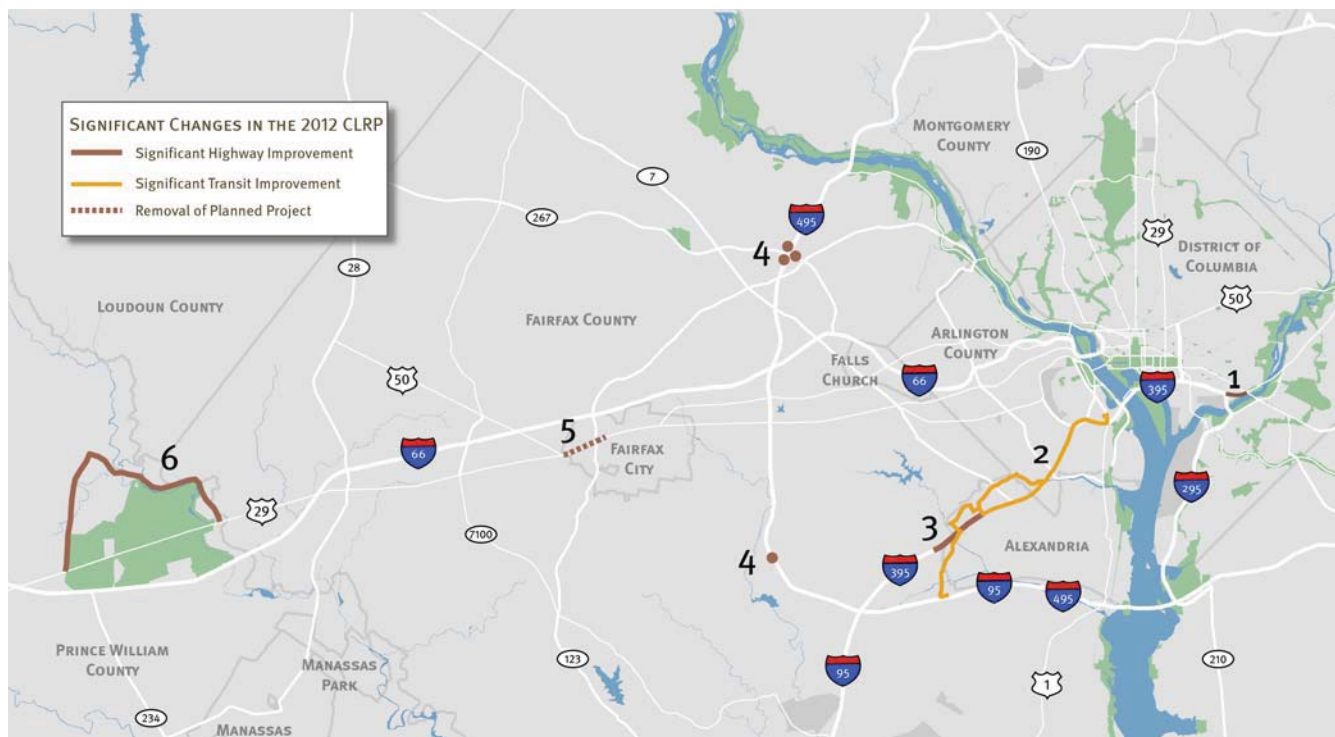 SIGNIFICANT CHANGES IN THE 2012 CLRP
Significant Highway Improvement
Significant Transit Improvement
Removal of Planned Project
MONTGOMERY
COUNTY
190
7
267
495
4
29
DISTRICT OF
COLUMBIA
28
50
LOUDOUN COUNTY
FAIRFAX COUNTY
ARLINGTON
COUNTY
FALLS
CHURCH
66
395
1
50
5
FAIRFAX
CITY
6
66
2
29
295
7100
3
ALEXANDRIA
4
395
95
495
PRINCE WILLIAM
COUNTY
MANASSAS
PARK
123
95
1
210
234
MANASSAS